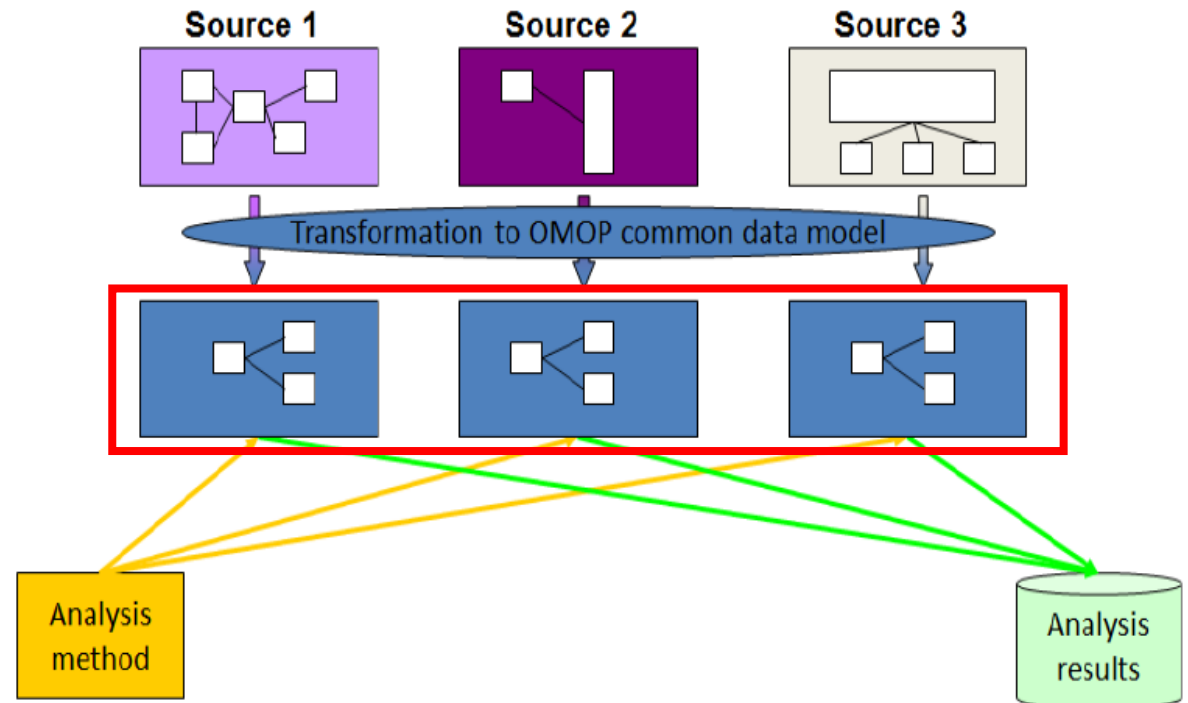 Source 1
Source 2
Source 3
Transformation to OMOP common data model
Analysis
method
Analysis
results